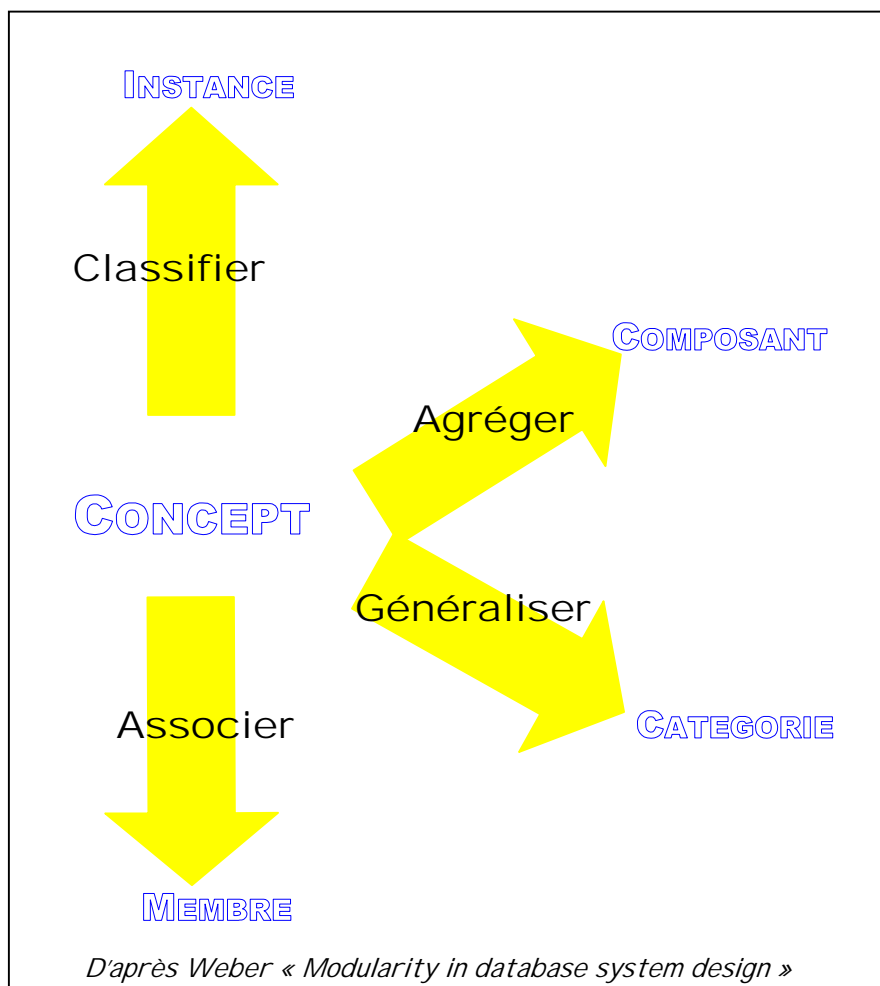 INSTANCE
Classifier
COMPOSANT
Agréger
CONCEPT
Généraliser
Associer
CATEGORIE
MEMBRE
D'après Weber « Modularity in database system design »